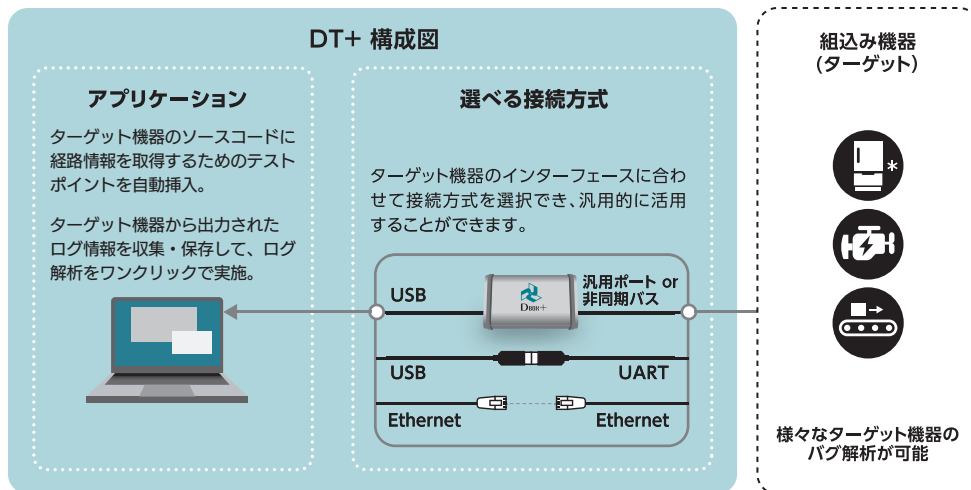 DT+ 構成図
アプリケーション
ターゲット機器のソースコードに
経路情報を取得するためのテスト
ポイントを自動挿入。
ターゲット機器から出力された
ログ情報を収集・保存して、ログ
解析をワンクリックで実施。
選べる接続方式
ターゲット機器のインターフェースに合わ
せて接続方式を選択でき、汎用的に活用
することができます。
USB
DBOX+
汎用ポート or
非同期バス
USB
UART
Ethernet
Ethernet
組込み機器
(ターゲット)
*
様々なターゲット機器の
バグ解析が可能